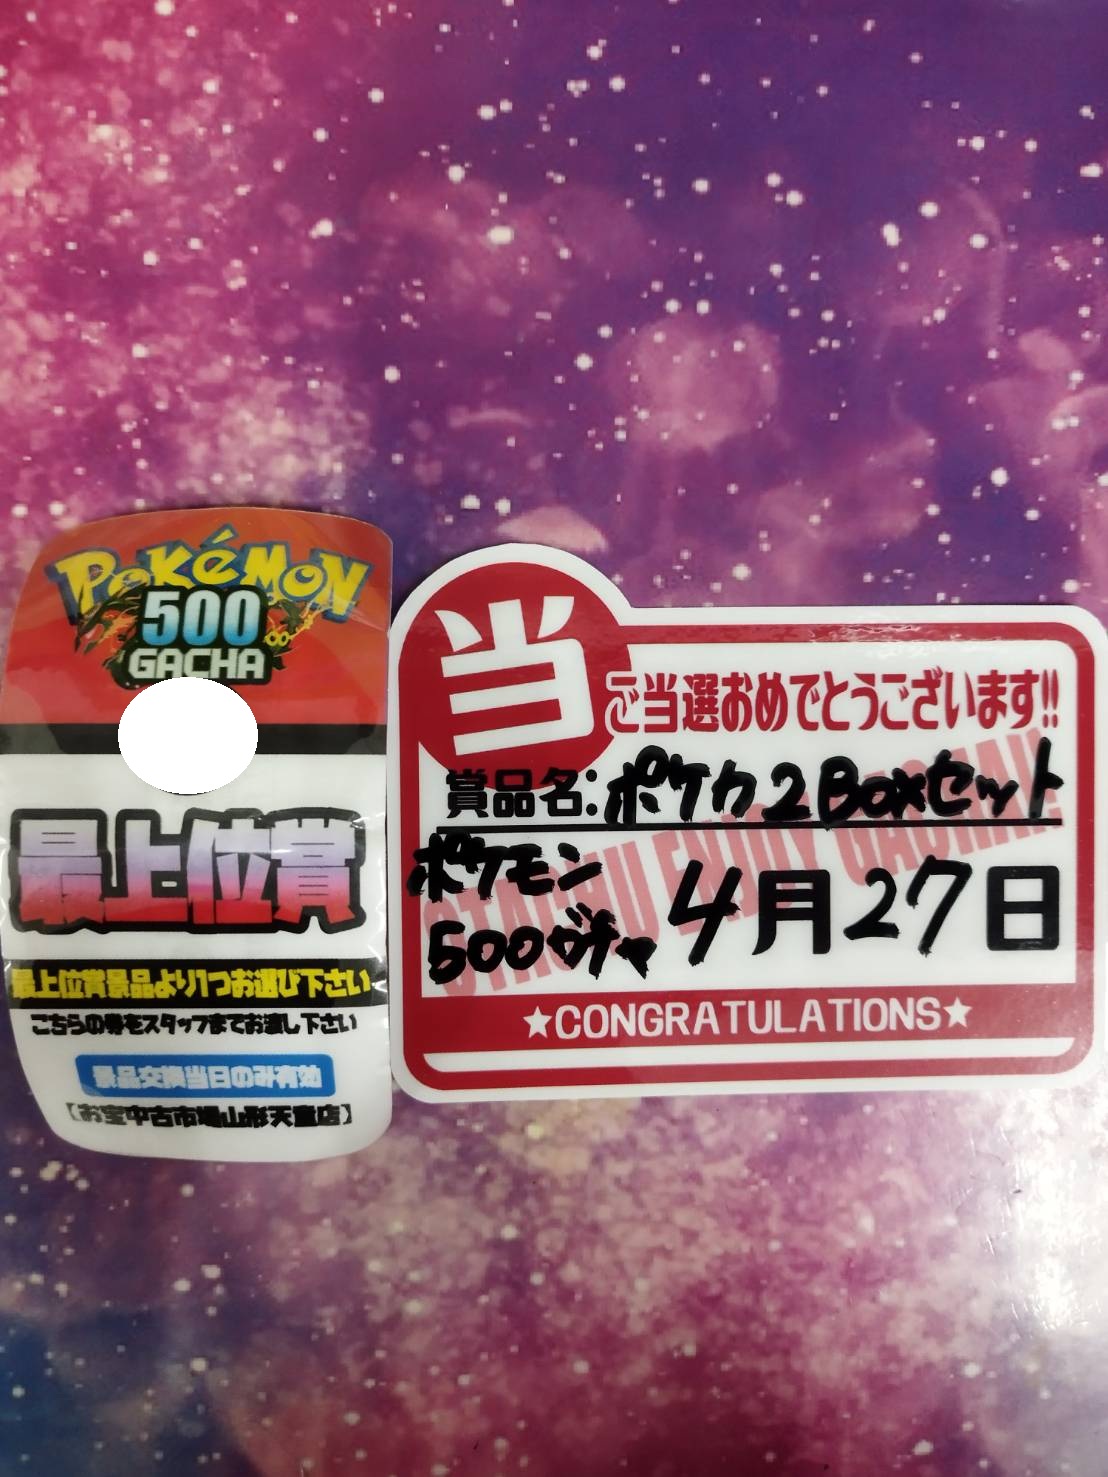 Pokémon
500
GACHA
最上位賞
最上位賞景品より1つお選び下さい
こちらの券をスタッフまでお渡し下さい
景品交換当日のみ有効
【お宝中古市場山形天童店】
当
ご当選おめでとうございます!!
賞品名:ポケカ2Boxセット
ポケモン
500ガチャ
4月27日
OTACHU ENJOY GACHA!!
★CONGRATULATIONS★